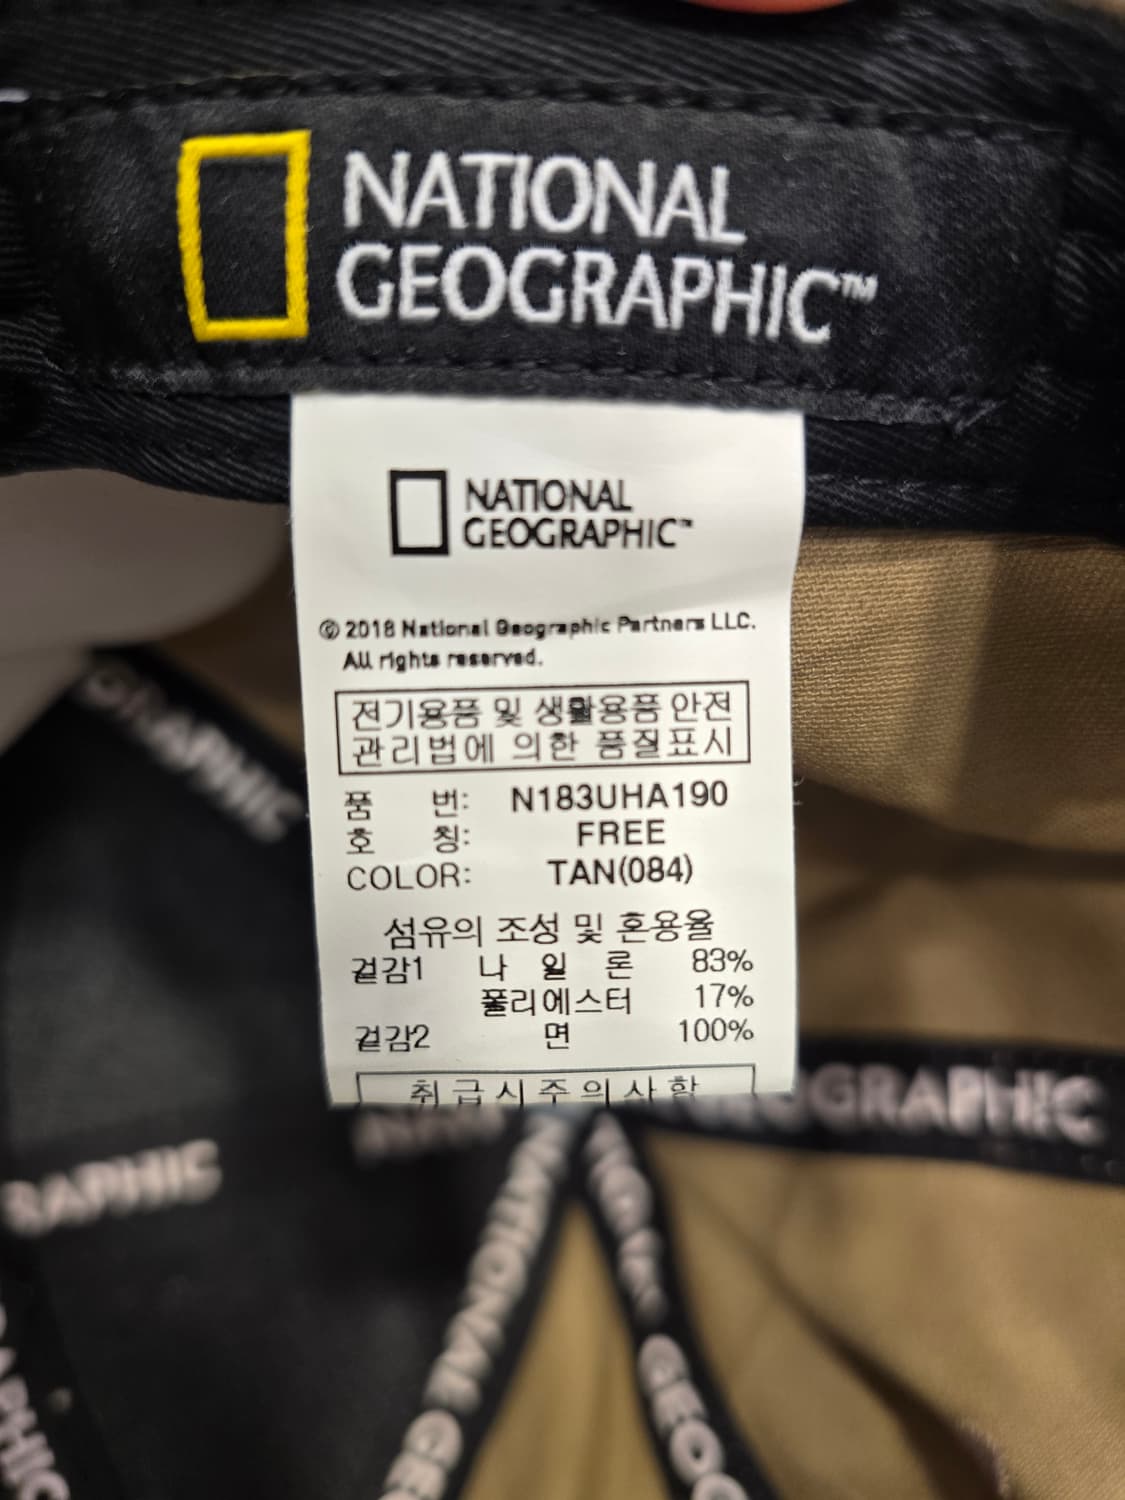 NATIONAL
GEOGRAPHIC™
NATIONAL
GEOGRAPHIC™
© 2018 National Geographic Partners LLC.
All rights reserved.
전기용품 및 생활용품 안전
관리법에 의한 품질표시
품 번: N183UHA190
호 칭: FREE
COLOR: TAN(084)
섬유의 조성 및 혼용율
겉감1 나 일 론 83%
폴리에스터 17%
겉감2 면 100%
취급시주의사항
GRAPHIC
GEOGRAPHIC
RAPHIC
NATIONAL GE
GEOG